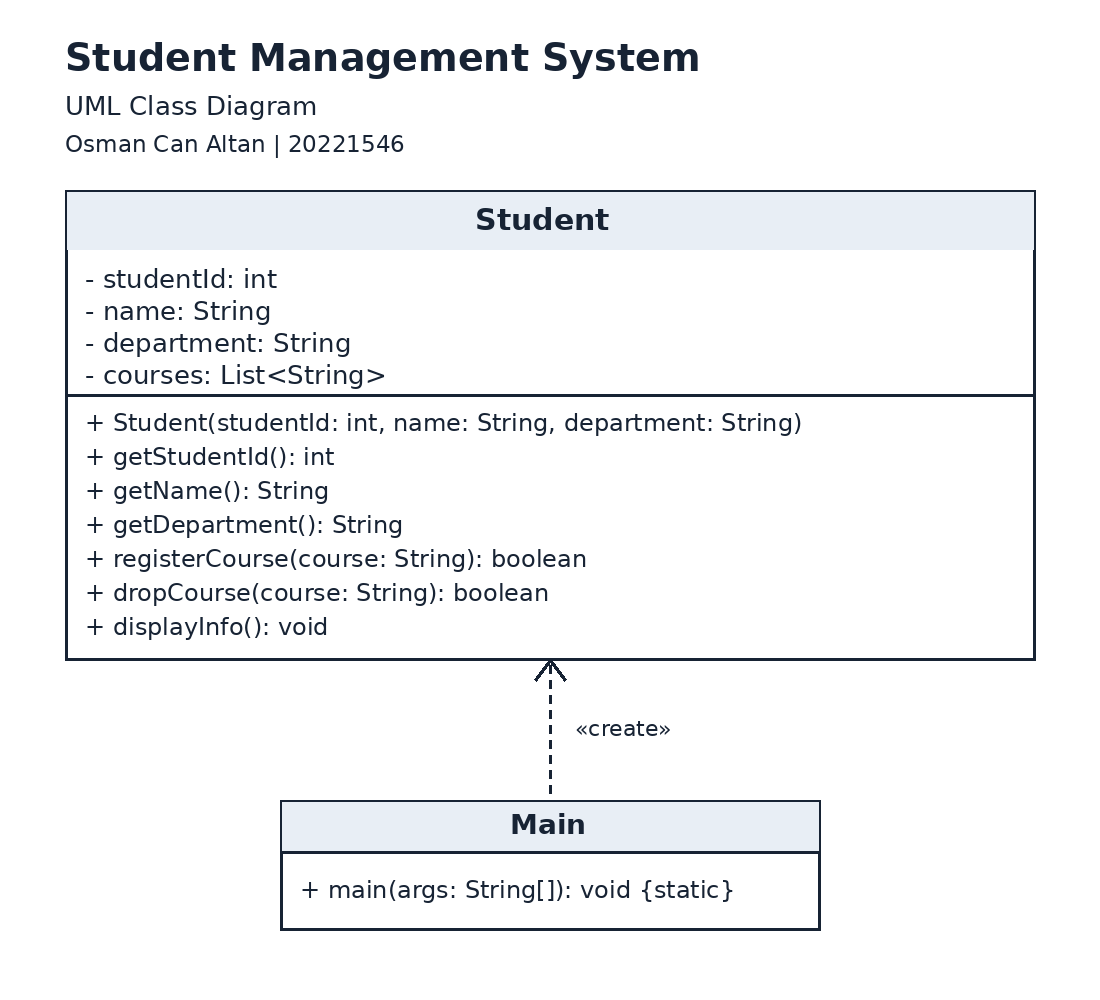 Student Management System
UML Class Diagram
Osman Can Altan | 20221546
Student
- studentId: int
- name: String
- department: String
- courses: List<String>
+ Student(studentId: int, name: String, department: String)
+ getStudentId(): int
+ getName(): String
+ getDepartment(): String
+ registerCourse(course: String): boolean
+ dropCourse(course: String): boolean
+ displayInfo(): void
«create»
Main
+ main(args: String[]): void {static}